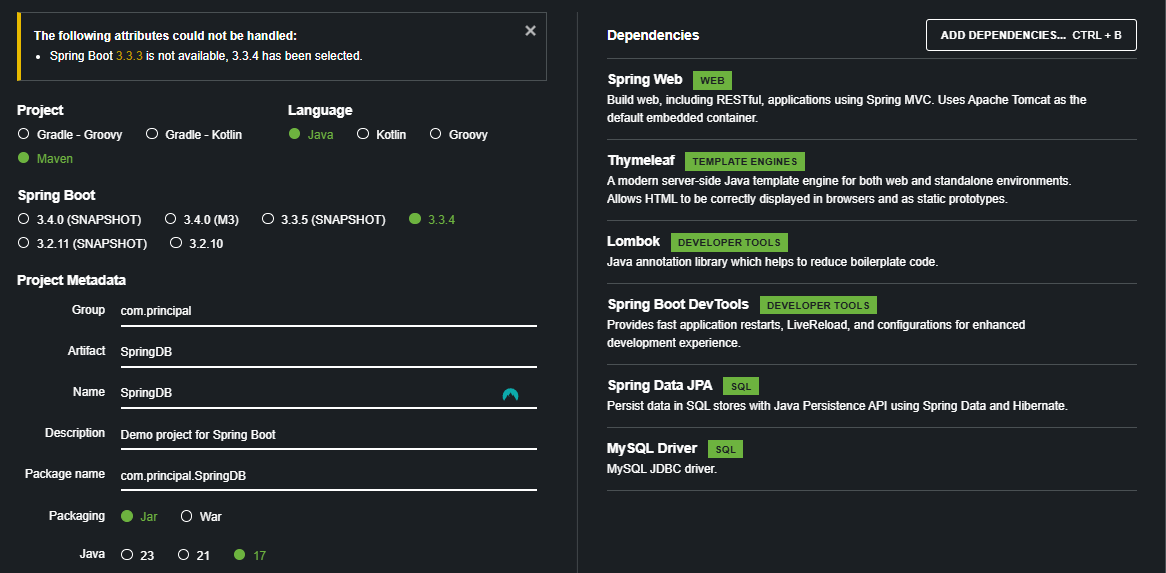 The following attributes could not be handled:
• Spring Boot 3.3.3 is not available, 3.3.4 has been selected.
Project
Gradle - Groovy Gradle - Kotlin
Maven
Language
Java Kotlin Groovy
Spring Boot
3.4.0 (SNAPSHOT) 3.4.0 (M3) 3.3.5 (SNAPSHOT) 3.3.4
3.2.11 (SNAPSHOT) 3.2.10
Project Metadata
Group com.principal
Artifact SpringDB
Name SpringDB
Description Demo project for Spring Boot
Package name com.principal.SpringDB
Packaging Jar War
Java 23 21 17
Dependencies ADD DEPENDENCIES... CTRL + B
Spring Web WEB
Build web, including RESTful, applications using Spring MVC. Uses Apache Tomcat as the
default embedded container.
Thymeleaf TEMPLATE ENGINES
A modern server-side Java template engine for both web and standalone environments.
Allows HTML to be correctly displayed in browsers and as static prototypes.
Lombok DEVELOPER TOOLS
Java annotation library which helps to reduce boilerplate code.
Spring Boot DevTools DEVELOPER TOOLS
Provides fast application restarts, LiveReload, and configurations for enhanced
development experience.
Spring Data JPA SQL
Persist data in SQL stores with Java Persistence API using Spring Data and Hibernate.
MySQL Driver SQL
MySQL JDBC driver.